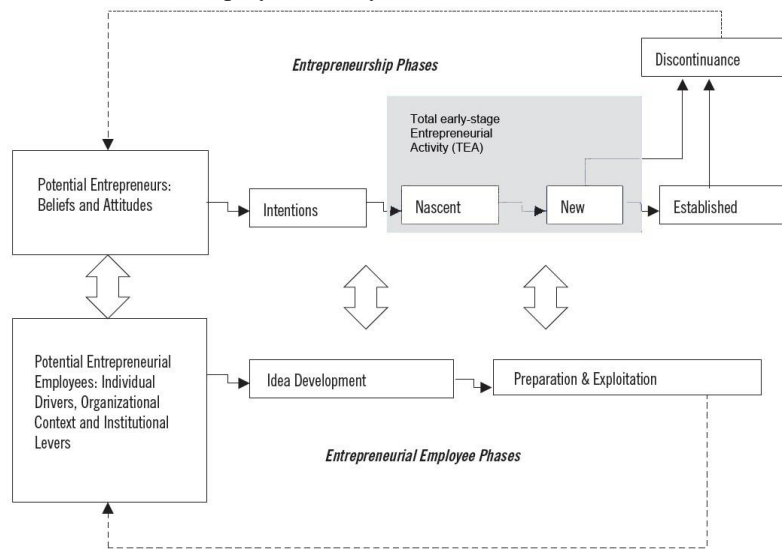 Entrepreneurship Phases
Discontinuance
Total early-stage
Entrepreneurial
Activity (TEA)
Potential Entrepreneurs:
Beliefs and Attitudes
Intentions
Nascent
New
Established
Potential Entrepreneurial
Employees: Individual
Drivers, Organizational
Context and Institutional
Levers
Idea Development
Preparation & Exploitation
Entrepreneurial Employee Phases